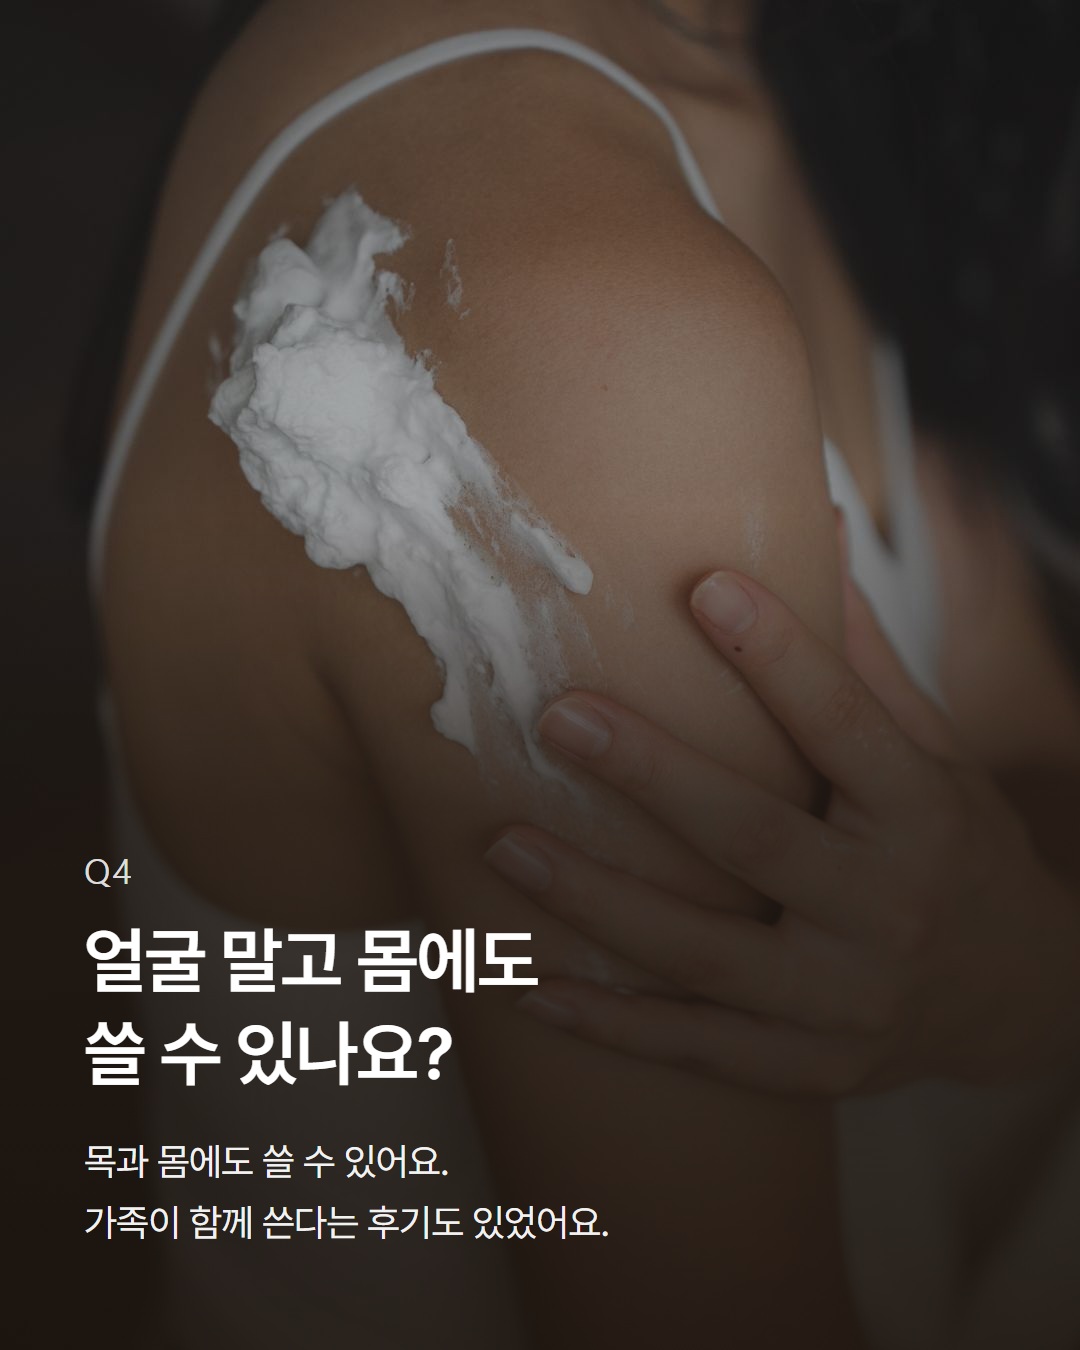 Q4
얼굴 말고 몸에도
쓸 수 있나요?
목과 몸에도 쓸 수 있어요.
가족이 함께 쓴다는 후기도 있었어요.